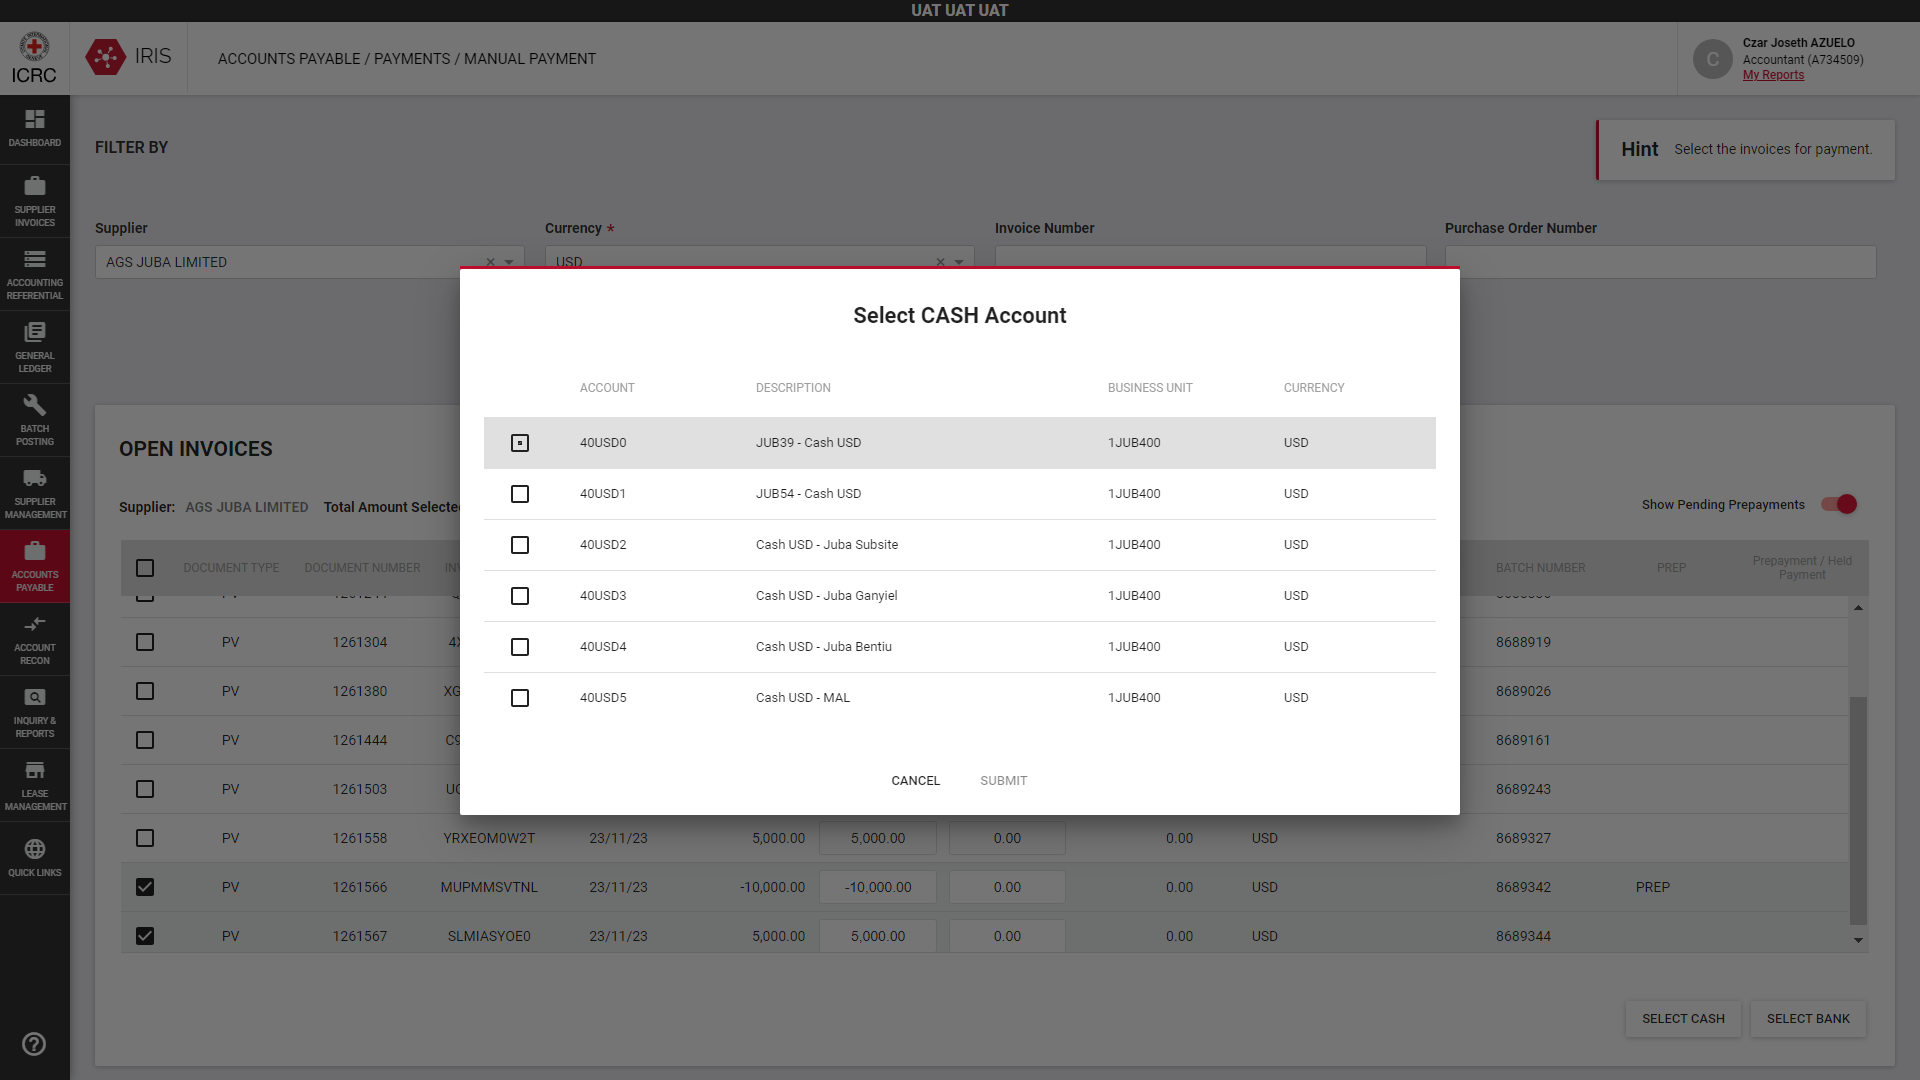 UAT UAT UAT
ICRC
IRIS
ACCOUNTS PAYABLE / PAYMENTS / MANUAL PAYMENT
C
Czar Joseth AZUELO
Accountant (A734509)
My Reports
DASHBOARD
SUPPLIER
INVOICES
ACCOUNTING
REFERENTIAL
GENERAL
LEDGER
BATCH
POSTING
SUPPLIER
MANAGEMENT
ACCOUNTS
PAYABLE
ACCOUNT
RECON
INQUIRY &
REPORTS
LEASE
MANAGEMENT
QUICK LINKS
FILTER BY
Hint Select the invoices for payment.
Supplier Currency * Invoice Number Purchase Order Number
AGS JUBA LIMITED USD
Select CASH Account
ACCOUNT DESCRIPTION BUSINESS UNIT CURRENCY
40USD0 JUB39 - Cash USD 1JUB400 USD
40USD1 JUB54 - Cash USD 1JUB400 USD
40USD2 Cash USD - Juba Subsite 1JUB400 USD
40USD3 Cash USD - Juba Ganyiel 1JUB400 USD
40USD4 Cash USD - Juba Bentiu 1JUB400 USD
40USD5 Cash USD - MAL 1JUB400 USD
CANCEL SUBMIT
OPEN INVOICES
Supplier: AGS JUBA LIMITED Total Amount Selected
Show Pending Prepayments
DOCUMENT TYPE DOCUMENT NUMBER BATCH NUMBER PREP Prepayment / Held
Payment
PV 1261304 8688919
PV 1261380 XG 8689026
PV 1261444 C9 8689161
PV 1261503 8689243
PV 1261558 YRXEOM0W2T 23/11/23 5,000.00 5,000.00 0.00 0.00 USD 8689327
PV 1261566 MUPMMSVTNL 23/11/23 -10,000.00 -10,000.00 0.00 0.00 USD 8689342 PREP
PV 1261567 SLMIASYOE0 23/11/23 5,000.00 5,000.00 0.00 0.00 USD 8689344
SELECT CASH SELECT BANK